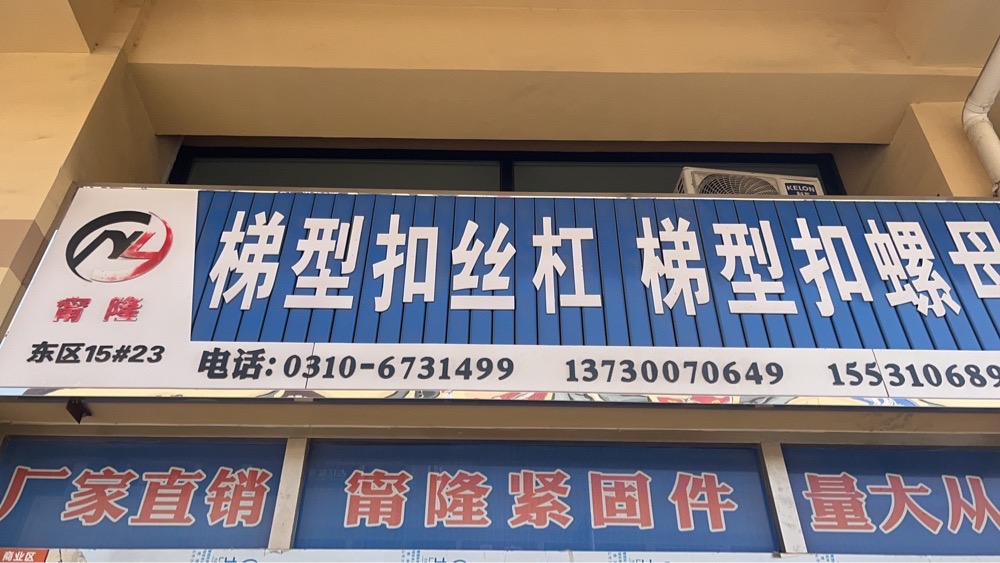 KELON
梯型扣丝杠 梯型扣螺母
甯隆
东区15#23
电话:0310-6731499 13730070649 155310689
厂家直销 甯隆紧固件 量大从
商业区